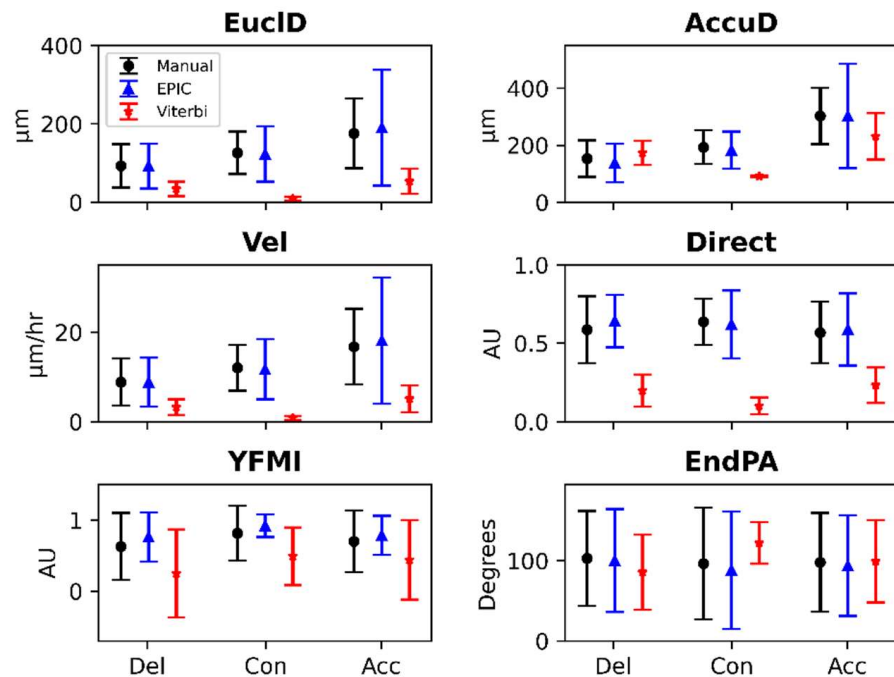 EuclD
AccuD
400
200
0
μm
Manual
EPIC
Viterbi
400
200
0
μm
Vel
Direct
20
0
μm/hr
1.0
0.5
0.0
AU
YFMI
EndPA
1
0
AU
100
0
Degrees
Del
Con
Acc
Del
Con
Acc